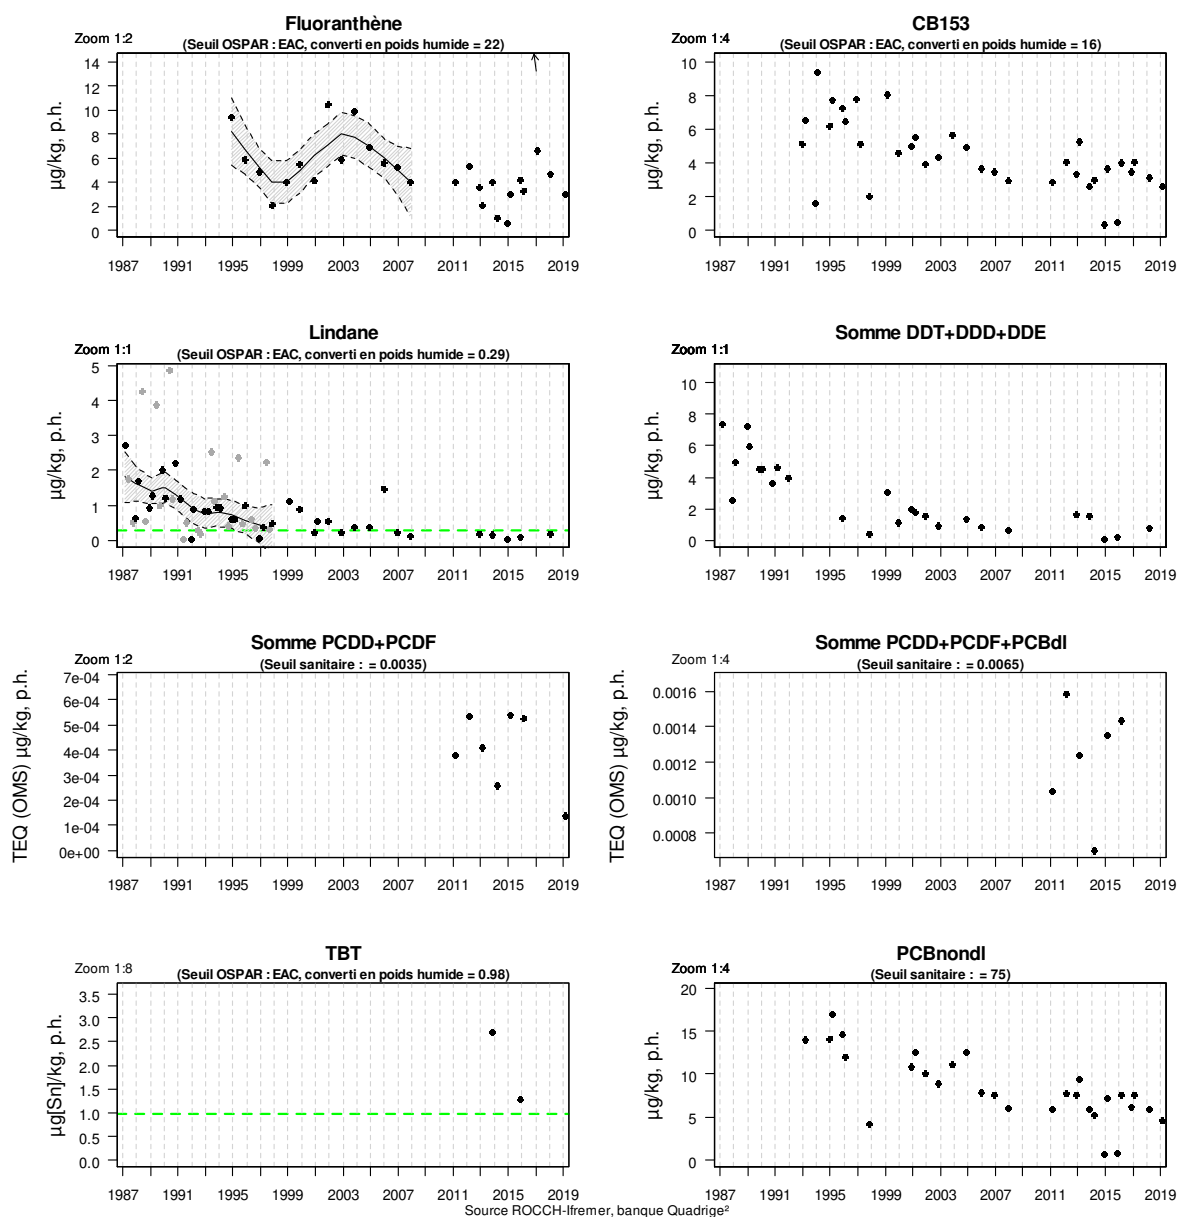 Fluoranthène
Zoom 1:2
(Seuil OSPAR : EAC, converti en poids humide = 22)
µg/kg, p.h.
14
12
10
8
6
4
2
0
1987 1991 1995 1999 2003 2007 2011 2015 2019
CB153
Zoom 1:4
(Seuil OSPAR : EAC, converti en poids humide = 16)
µg/kg, p.h.
10
8
6
4
2
0
1987 1991 1995 1999 2003 2007 2011 2015 2019
Lindane
Zoom 1:1
(Seuil OSPAR : EAC, converti en poids humide = 0.29)
µg/kg, p.h.
5
4
3
2
1
0
1987 1991 1995 1999 2003 2007 2011 2015 2019
Somme DDT+DDD+DDE
Zoom 1:1
µg/kg, p.h.
10
8
6
4
2
0
1987 1991 1995 1999 2003 2007 2011 2015 2019
Somme PCDD+PCDF
Zoom 1:2
(Seuil sanitaire : = 0.0035)
TEQ (OMS) µg/kg, p.h.
7e-04
6e-04
5e-04
4e-04
3e-04
2e-04
1e-04
0e+00
1987 1991 1995 1999 2003 2007 2011 2015 2019
Somme PCDD+PCDF+PCBdl
Zoom 1:4
(Seuil sanitaire : = 0.0065)
TEQ (OMS) µg/kg, p.h.
0.0016
0.0014
0.0012
0.0010
0.0008
1987 1991 1995 1999 2003 2007 2011 2015 2019
TBT
Zoom 1:8
(Seuil OSPAR : EAC, converti en poids humide = 0.98)
µg[Sn]/kg, p.h.
3.5
3.0
2.5
2.0
1.5
1.0
0.5
0.0
1987 1991 1995 1999 2003 2007 2011 2015 2019
PCBnondl
Zoom 1:4
(Seuil sanitaire : = 75)
µg/kg, p.h.
20
15
10
5
0
1987 1991 1995 1999 2003 2007 2011 2015 2019
Source ROCCH-Ifremer, banque Quadrige²